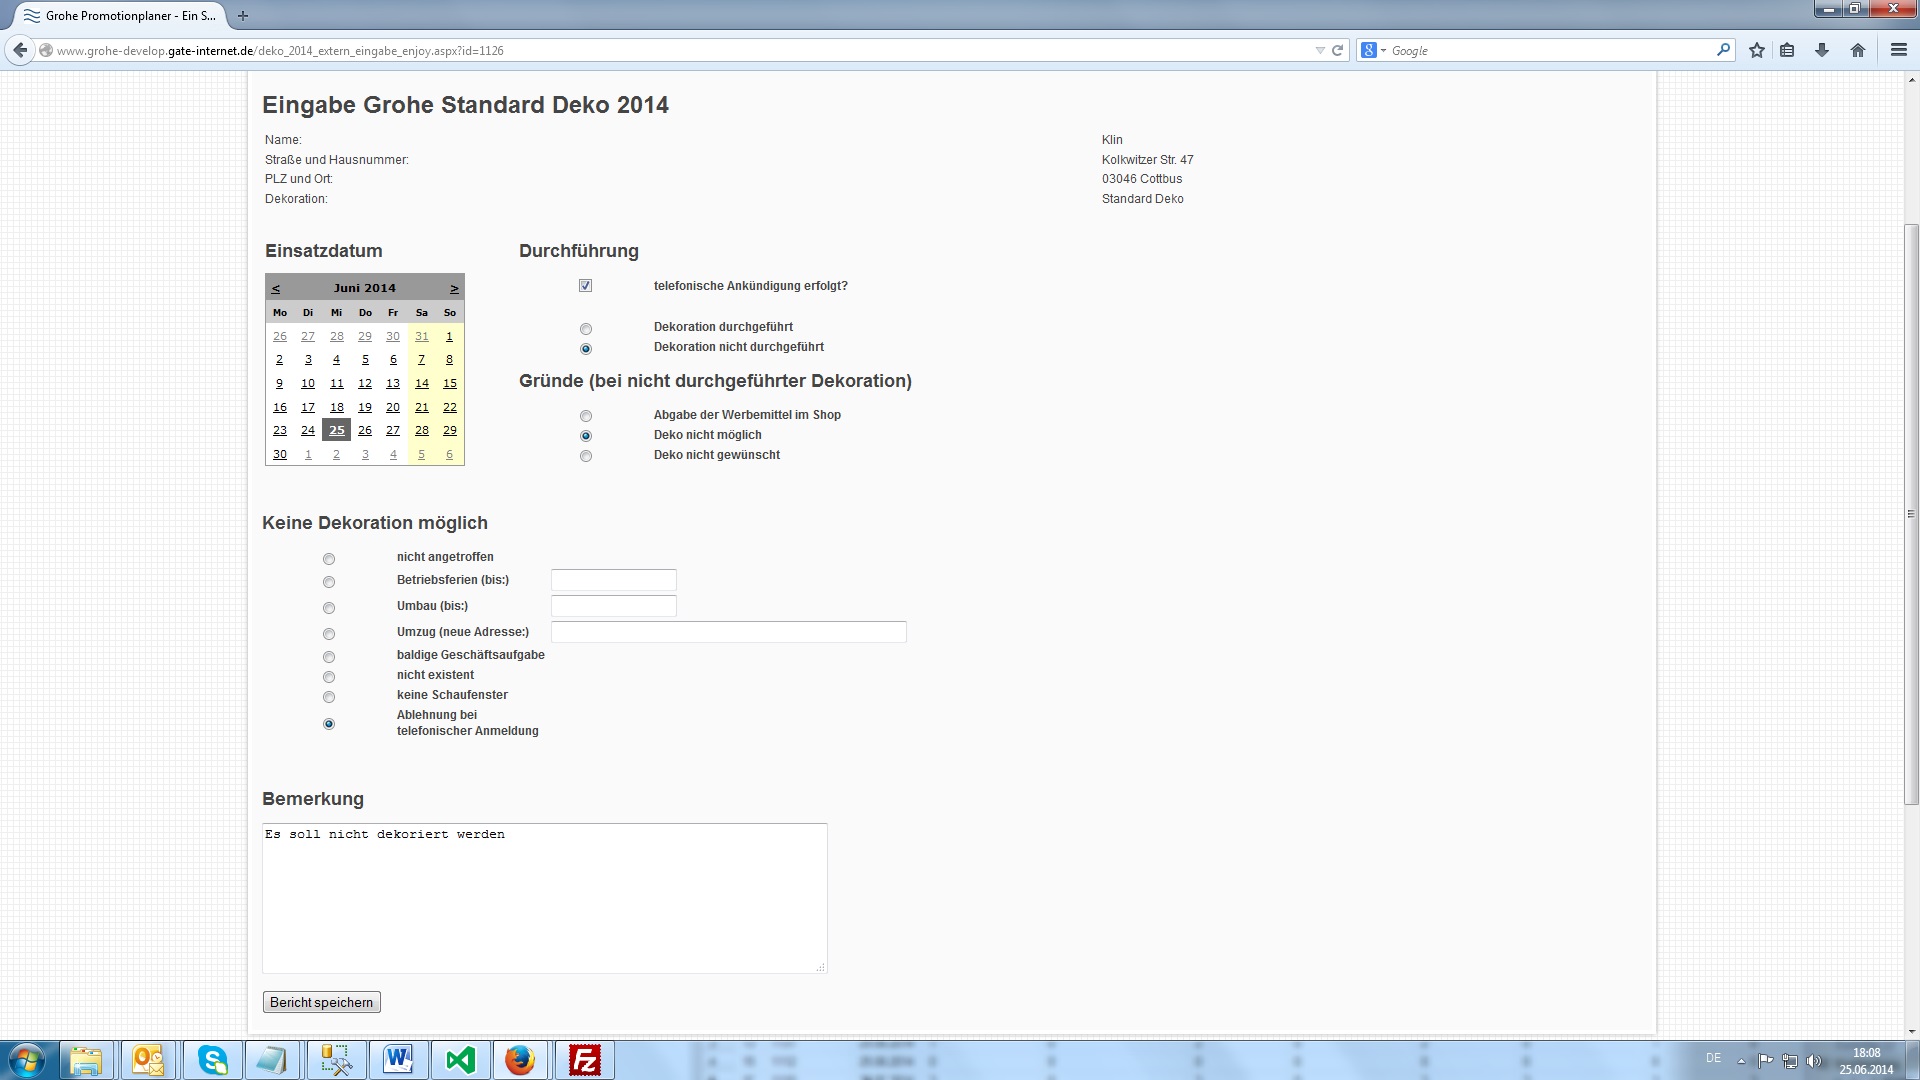 Grohe Promotionplaner - Ein S...
www.grohe-develop.gate-internet.de/deko_2014_extern_eingabe_enjoy.aspx?id=1126
Google
Eingabe Grohe Standard Deko 2014
Name: Klin
Straße und Hausnummer: Kolkwitzer Str. 47
PLZ und Ort: 03046 Cottbus
Dekoration: Standard Deko
Einsatzdatum
< Juni 2014 >
Mo Di Mi Do Fr Sa So
26 27 28 29 30 31 1
2 3 4 5 6 7 8
9 10 11 12 13 14 15
16 17 18 19 20 21 22
23 24 25 26 27 28 29
30 1 2 3 4 5 6
Durchführung
telefonische Ankündigung erfolgt?
Dekoration durchgeführt
Dekoration nicht durchgeführt
Gründe (bei nicht durchgeführter Dekoration)
Abgabe der Werbemittel im Shop
Deko nicht möglich
Deko nicht gewünscht
Keine Dekoration möglich
nicht angetroffen
Betriebsferien (bis:)
Umbau (bis:)
Umzug (neue Adresse:)
baldige Geschäftsaufgabe
nicht existent
keine Schaufenster
Ablehnung bei
telefonischer Anmeldung
Bemerkung
Es soll nicht dekoriert werden
Bericht speichern
DE
18:08
25.06.2014